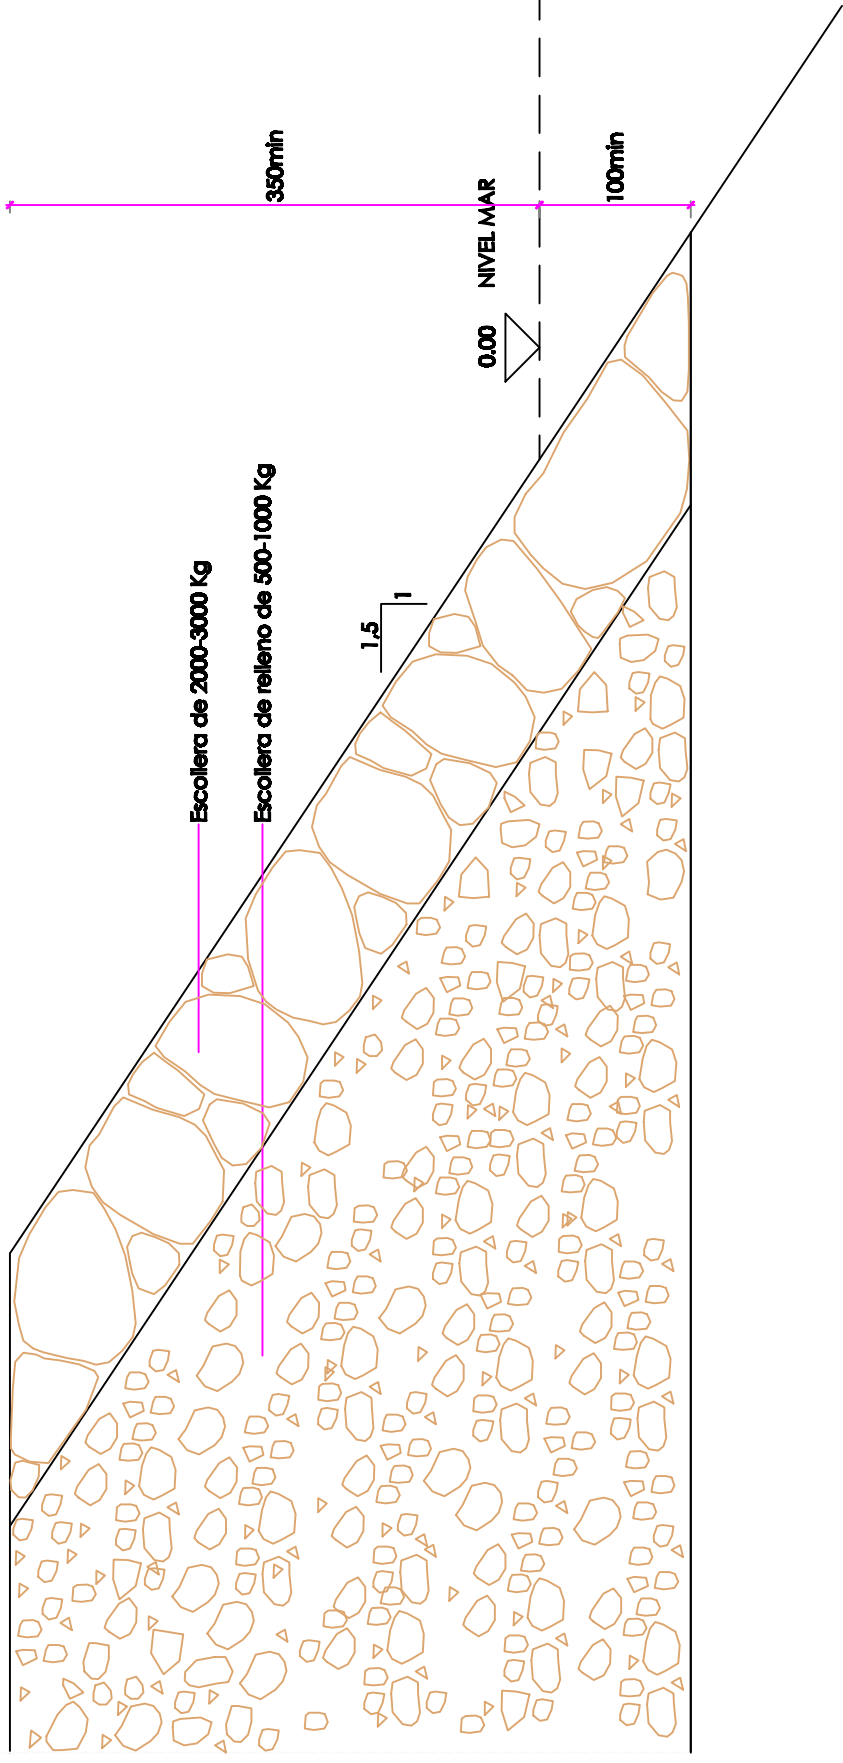 Escollera de 2000-3000 Kg
Escollera de relleno de 500-1000 Kg
1,5
1
0.00
NIVEL MAR
350min
100min